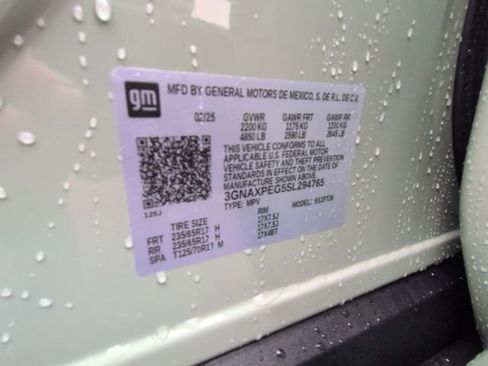 gm
MFD BY GENERAL MOTORS DE MEXICO, S. DE R.L. DE C.V.
02/25 GVWR GAWR FRT GAWR RR
2200 KG 1175 KG 1200 KG
4850 LB 2590 LB 2645 LB
THIS VEHICLE CONFORMS TO ALL
APPLICABLE U.S. FEDERAL MOTOR
VEHICLE SAFETY AND THEFT PREVENTION
STANDARDS IN EFFECT ON THE DATE OF
MANUFACTURE SHOWN ABOVE.
3GNAXPEG5SL294765
TYPE: MPV MODEL:
125J
TIRE SIZE RIM
FRT 235/65R17 H 17X7.5J
RR 235/65R17 H 17X7.5J
SPA T125/70R17 M 17X4BT